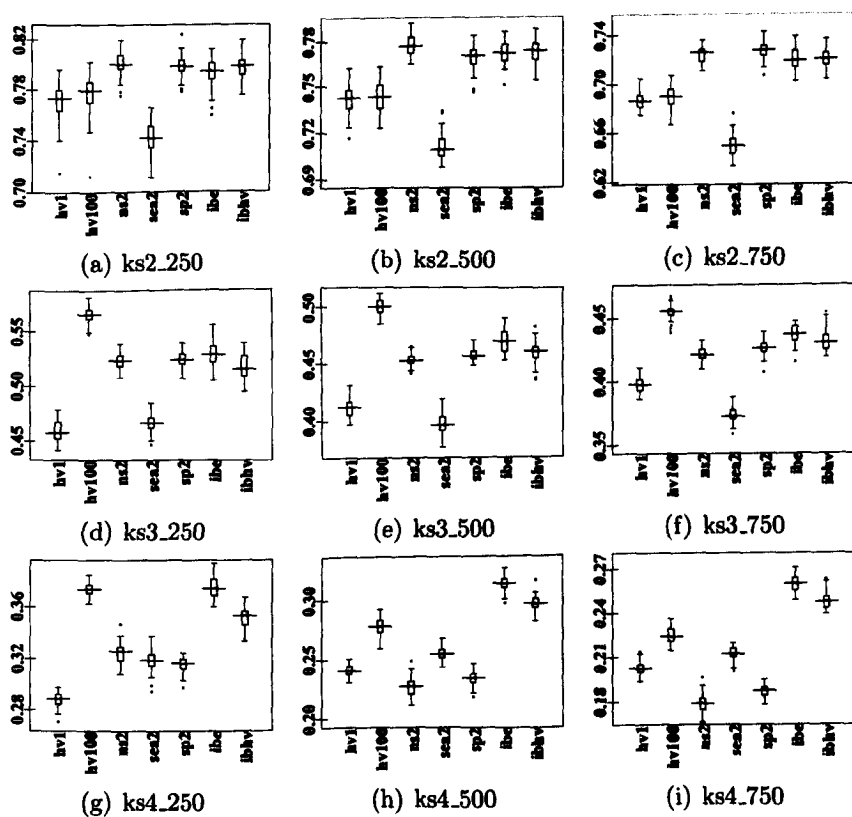 0.82
0.78
0.74
0.70
hv1 hv100 ns2 sea2 sp2 ibe ibhv
(a) ks2_250
0.78
0.75
0.72
0.69
hv1 hv100 ns2 sea2 sp2 ibe ibhv
(b) ks2_500
0.74
0.70
0.66
0.62
hv1 hv100 ns2 sea2 sp2 ibe ibhv
(c) ks2_750
0.55
0.50
0.45
hv1 hv100 ns2 sea2 sp2 ibe ibhv
(d) ks3_250
0.50
0.45
0.40
hv1 hv100 ns2 sea2 sp2 ibe ibhv
(e) ks3_500
0.45
0.40
0.35
hv1 hv100 ns2 sea2 sp2 ibe ibhv
(f) ks3_750
0.36
0.32
0.28
hv1 hv100 ns2 sea2 sp2 ibe ibhv
(g) ks4_250
0.30
0.25
0.20
hv1 hv100 ns2 sea2 sp2 ibe ibhv
(h) ks4_500
0.27
0.24
0.21
0.18
hv1 hv100 ns2 sea2 sp2 ibe ibhv
(i) ks4_750